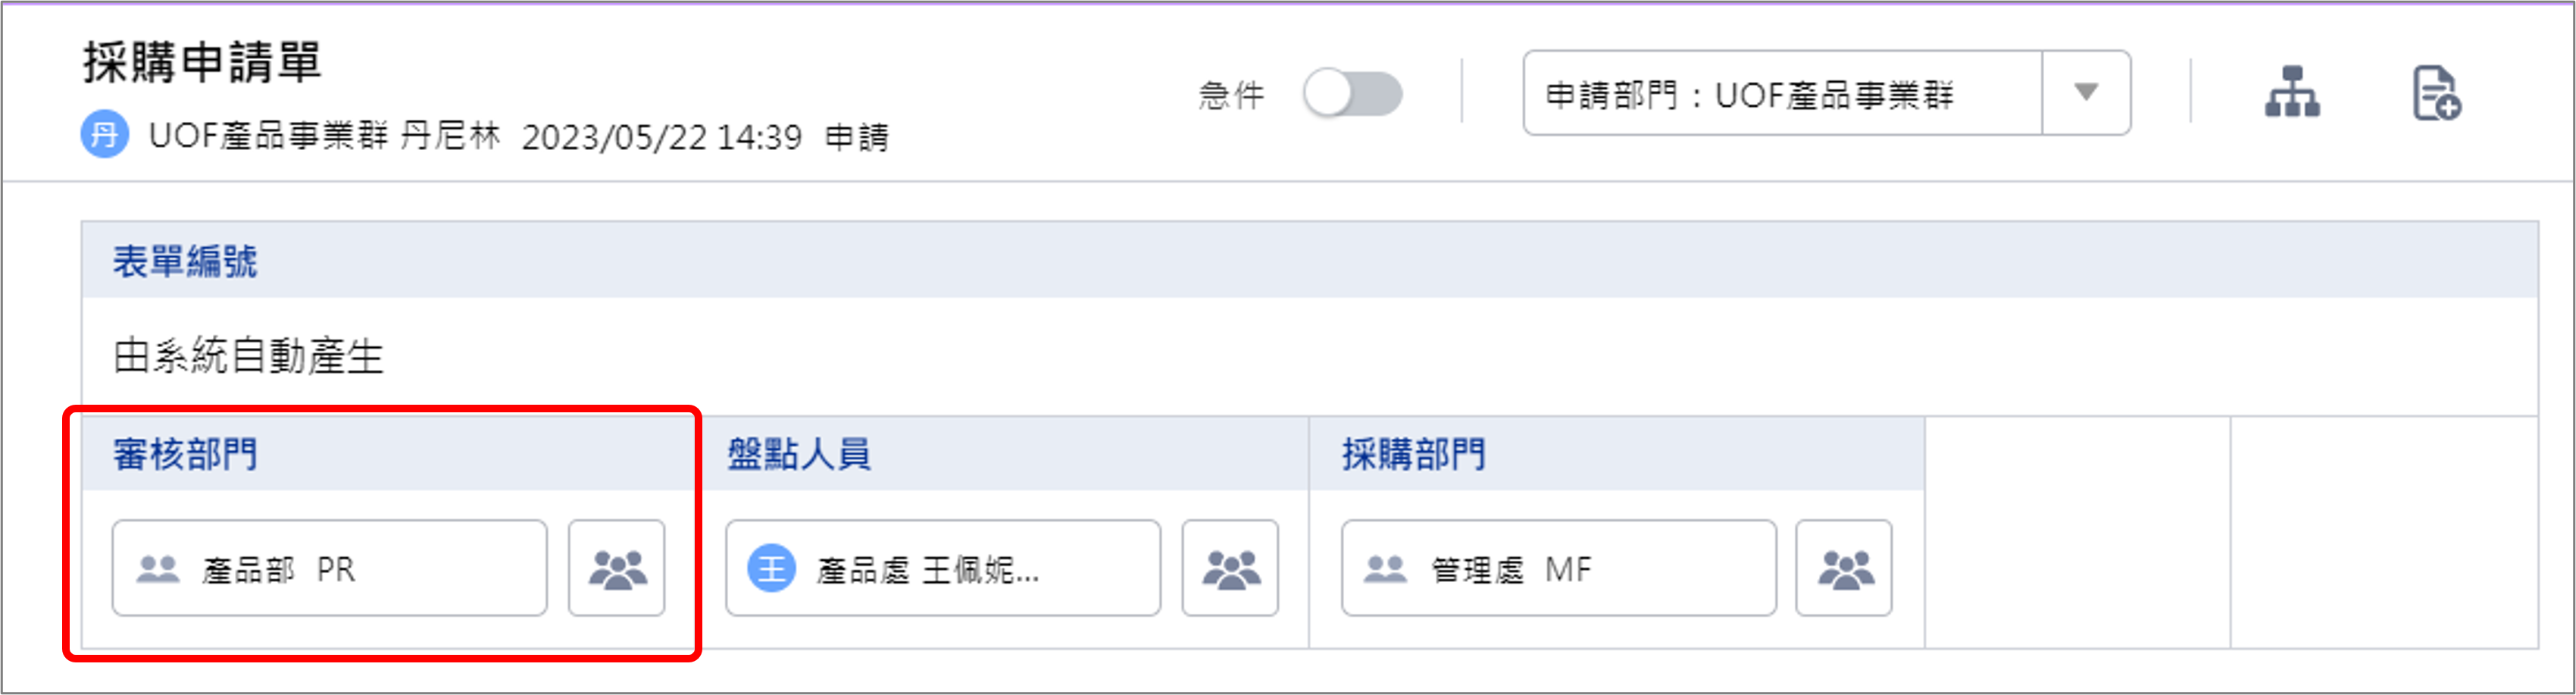 採購申請單
丹 UOF產品事業群 丹尼林 2023/05/22 14:39 申請
急件
申請部門：UOF產品事業群
表單編號
由系統自動產生
審核部門 盤點人員 採購部門
產品部 PR 王 產品處 王佩妮... 管理處 MF